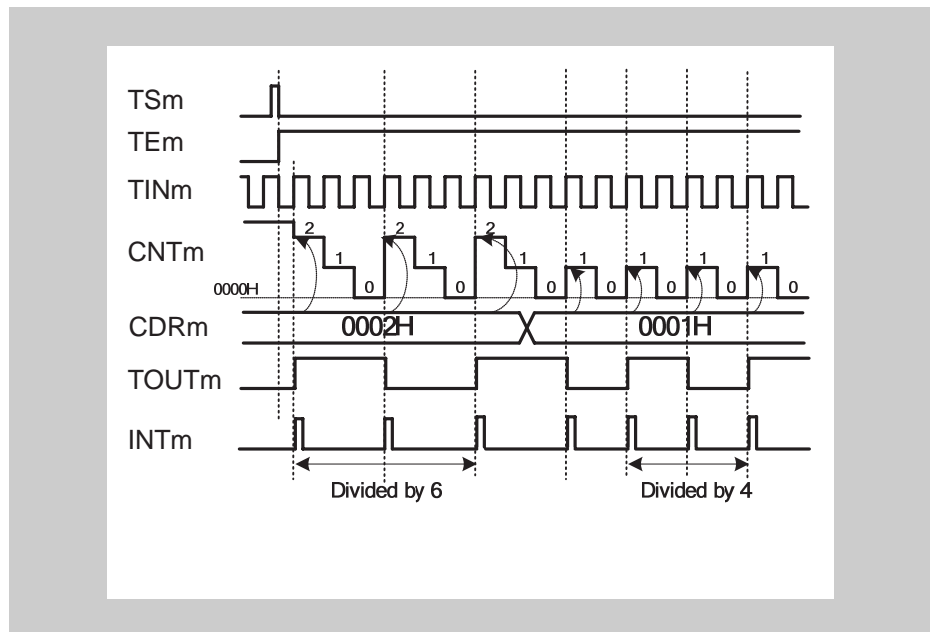 TSm
TEm
TINm
CNTm
2 2 2
1 1 1 1 1 1 1
0 0 0 0 0 0 0
0000H
CDRm 0002H 0001H
TOUTm
INTm
Divided by 6 Divided by 4